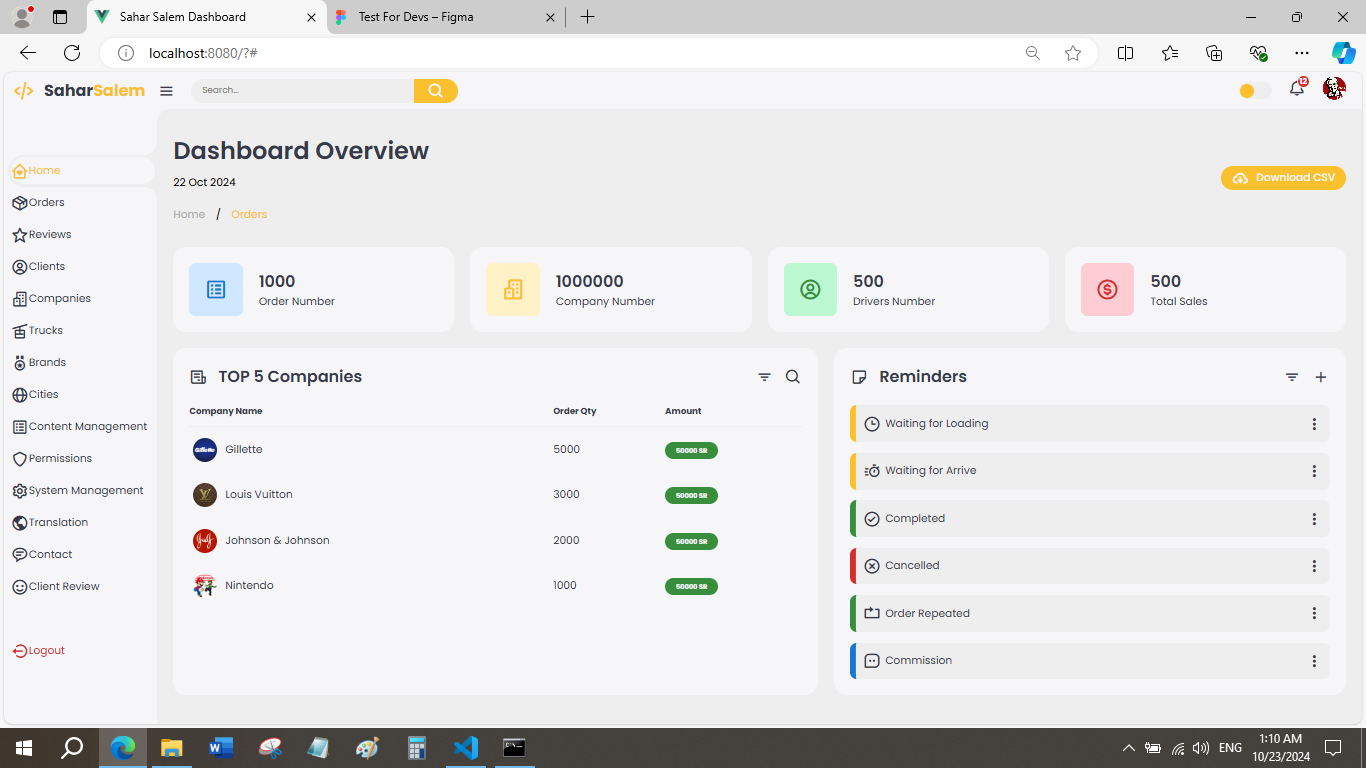 Sahar Salem Dashboard
Test For Devs – Figma
localhost:8080/?#
</> SaharSalem
Search...
12
Home
Orders
Reviews
Clients
Companies
Trucks
Brands
Cities
Content Management
Permissions
System Management
Translation
Contact
Client Review
Logout
Dashboard Overview
22 Oct 2024
Download CSV
Home / Orders
1000
Order Number
1000000
Company Number
500
Drivers Number
500
Total Sales
TOP 5 Companies
Company Name Order Qty Amount
Gillette 5000 50000 SR
Louis Vuitton 3000 50000 SR
Johnson & Johnson 2000 50000 SR
Nintendo 1000 50000 SR
Reminders
Waiting for Loading
Waiting for Arrive
Completed
Cancelled
Order Repeated
Commission
ENG
1:10 AM
10/23/2024